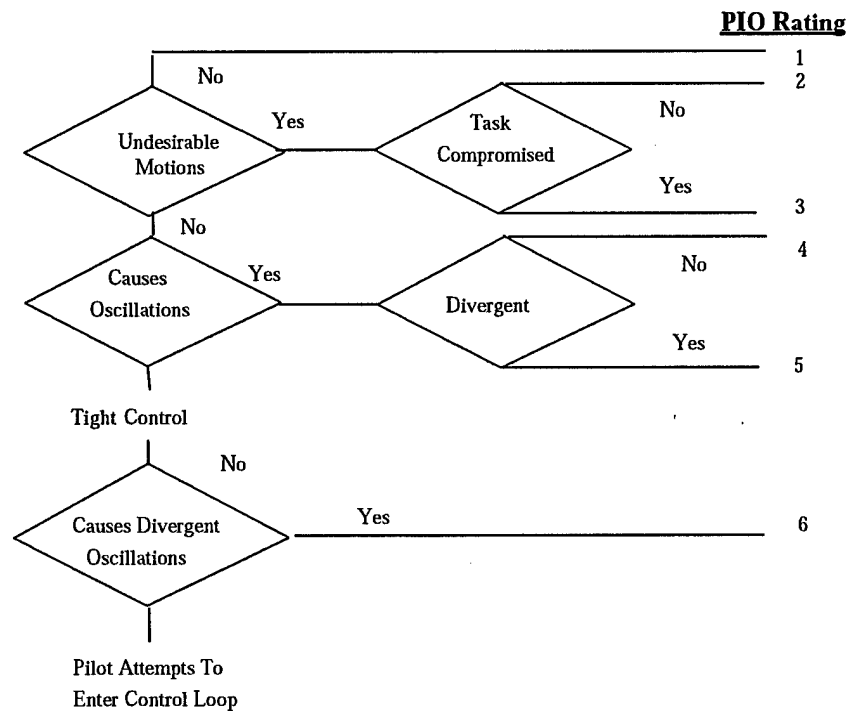 PIO Rating
1
No
2
Undesirable
Motions
Yes
Task
Compromised
No
Yes
3
No
4
Causes
Oscillations
Yes
Divergent
No
Yes
5
Tight Control
No
Causes Divergent
Oscillations
Yes
6
Pilot Attempts To
Enter Control Loop